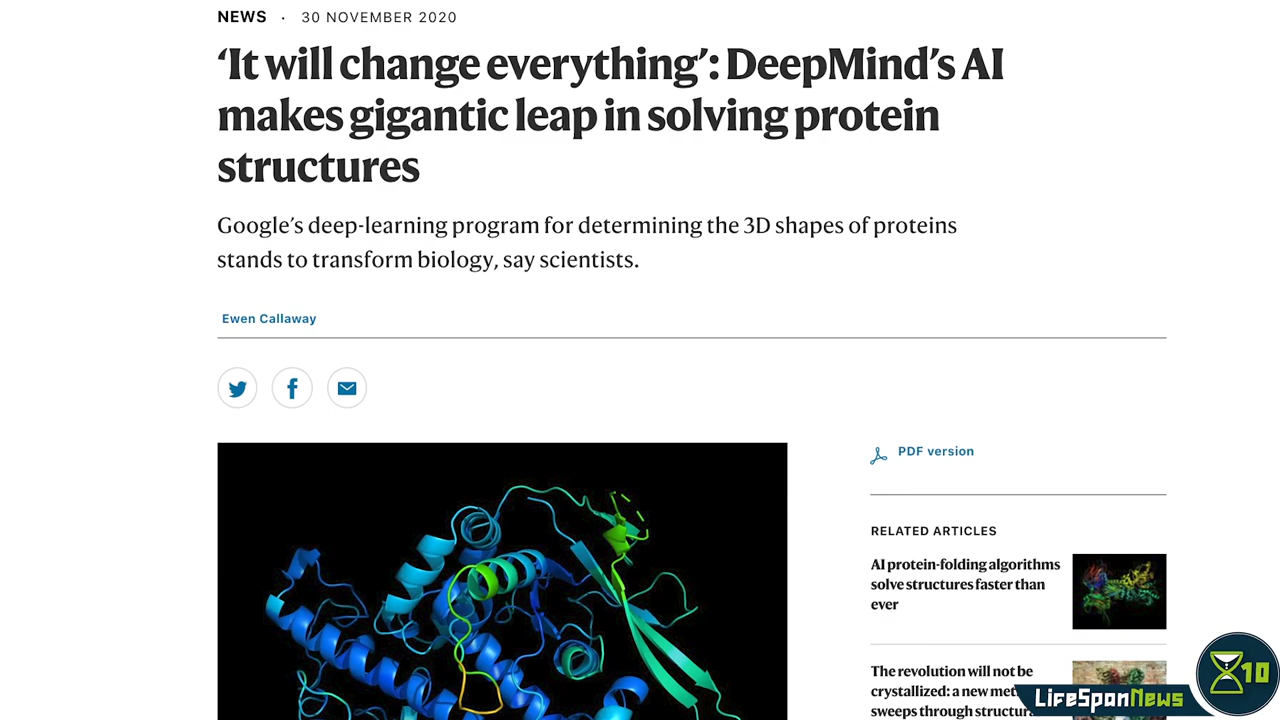 NEWS · 30 NOVEMBER 2020
‘It will change everything’: DeepMind’s AI
makes gigantic leap in solving protein
structures
Google’s deep-learning program for determining the 3D shapes of proteins
stands to transform biology, say scientists.
Ewen Callaway
PDF version
RELATED ARTICLES
AI protein-folding algorithms
solve structures faster than
ever
The revolution will not be
crystallized: a new
sweeps through
LifeSpanNews
10